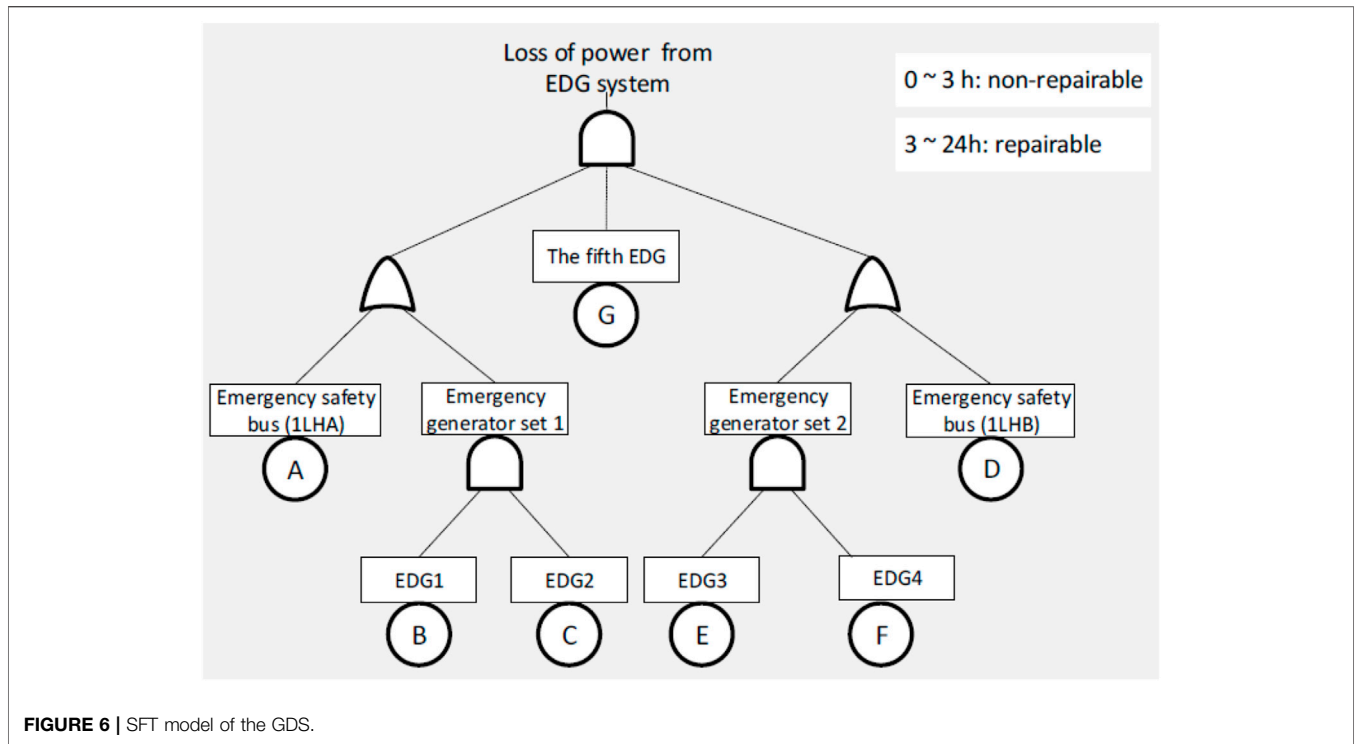 Loss of power from
EDG system
0 ~ 3 h: non-repairable
3 ~ 24h: repairable
The fifth EDG
G
Emergency safety
bus (1LHA)
A
Emergency
generator set 1
Emergency
generator set 2
Emergency safety
bus (1LHB)
D
EDG1
B
EDG2
C
EDG3
E
EDG4
F
FIGURE 6 | SFT model of the GDS.